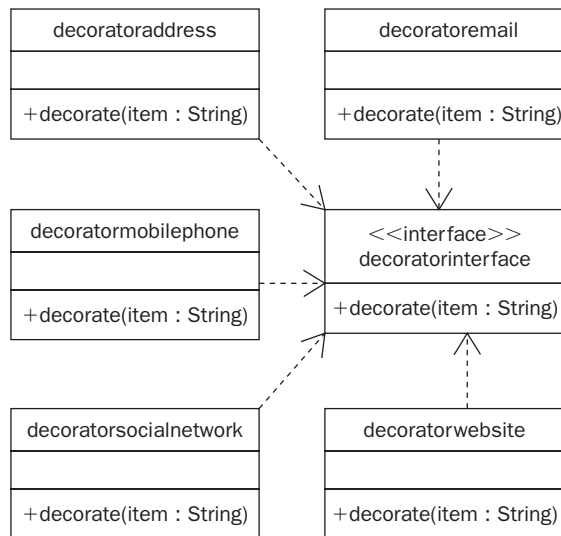 decoratoraddress
+decorate(item : String)
decoratoremail
+decorate(item : String)
decoratormobilephone
+decorate(item : String)
<<interface>>
decoratorinterface
+decorate(item : String)
decoratorsocialnetwork
+decorate(item : String)
decoratorwebsite
+decorate(item : String)